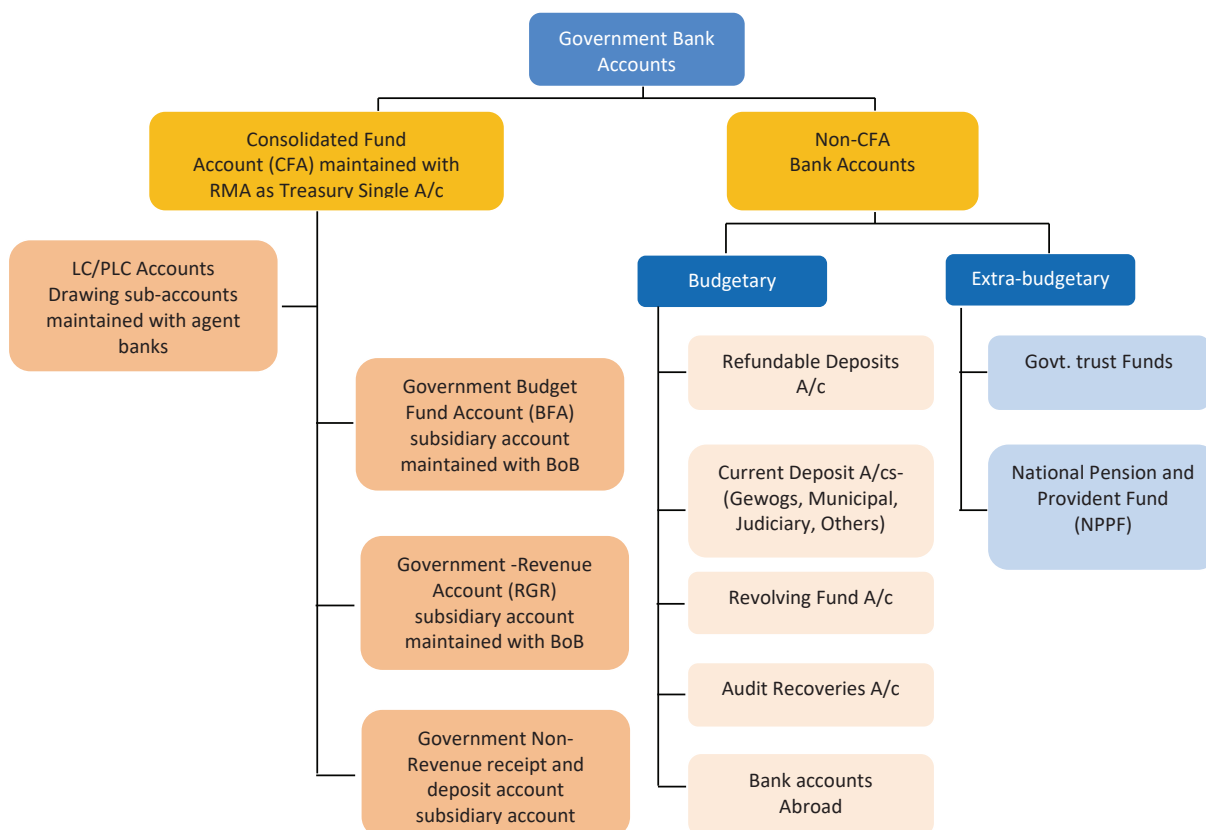 Government Bank
Accounts
Consolidated Fund
Account (CFA) maintained with
RMA as Treasury Single A/c
Non-CFA
Bank Accounts
LC/PLC Accounts
Drawing sub-accounts
maintained with agent
banks
Government Budget
Fund Account (BFA)
subsidiary account
maintained with BoB
Government -Revenue
Account (RGR)
subsidiary account
maintained with BoB
Government Non-
Revenue receipt and
deposit account
subsidiary account
Budgetary
Refundable Deposits
A/c
Current Deposit A/cs-
(Gewogs, Municipal,
Judiciary, Others)
Revolving Fund A/c
Audit Recoveries A/c
Bank accounts
Abroad
Extra-budgetary
Govt. trust Funds
National Pension and
Provident Fund
(NPPF)